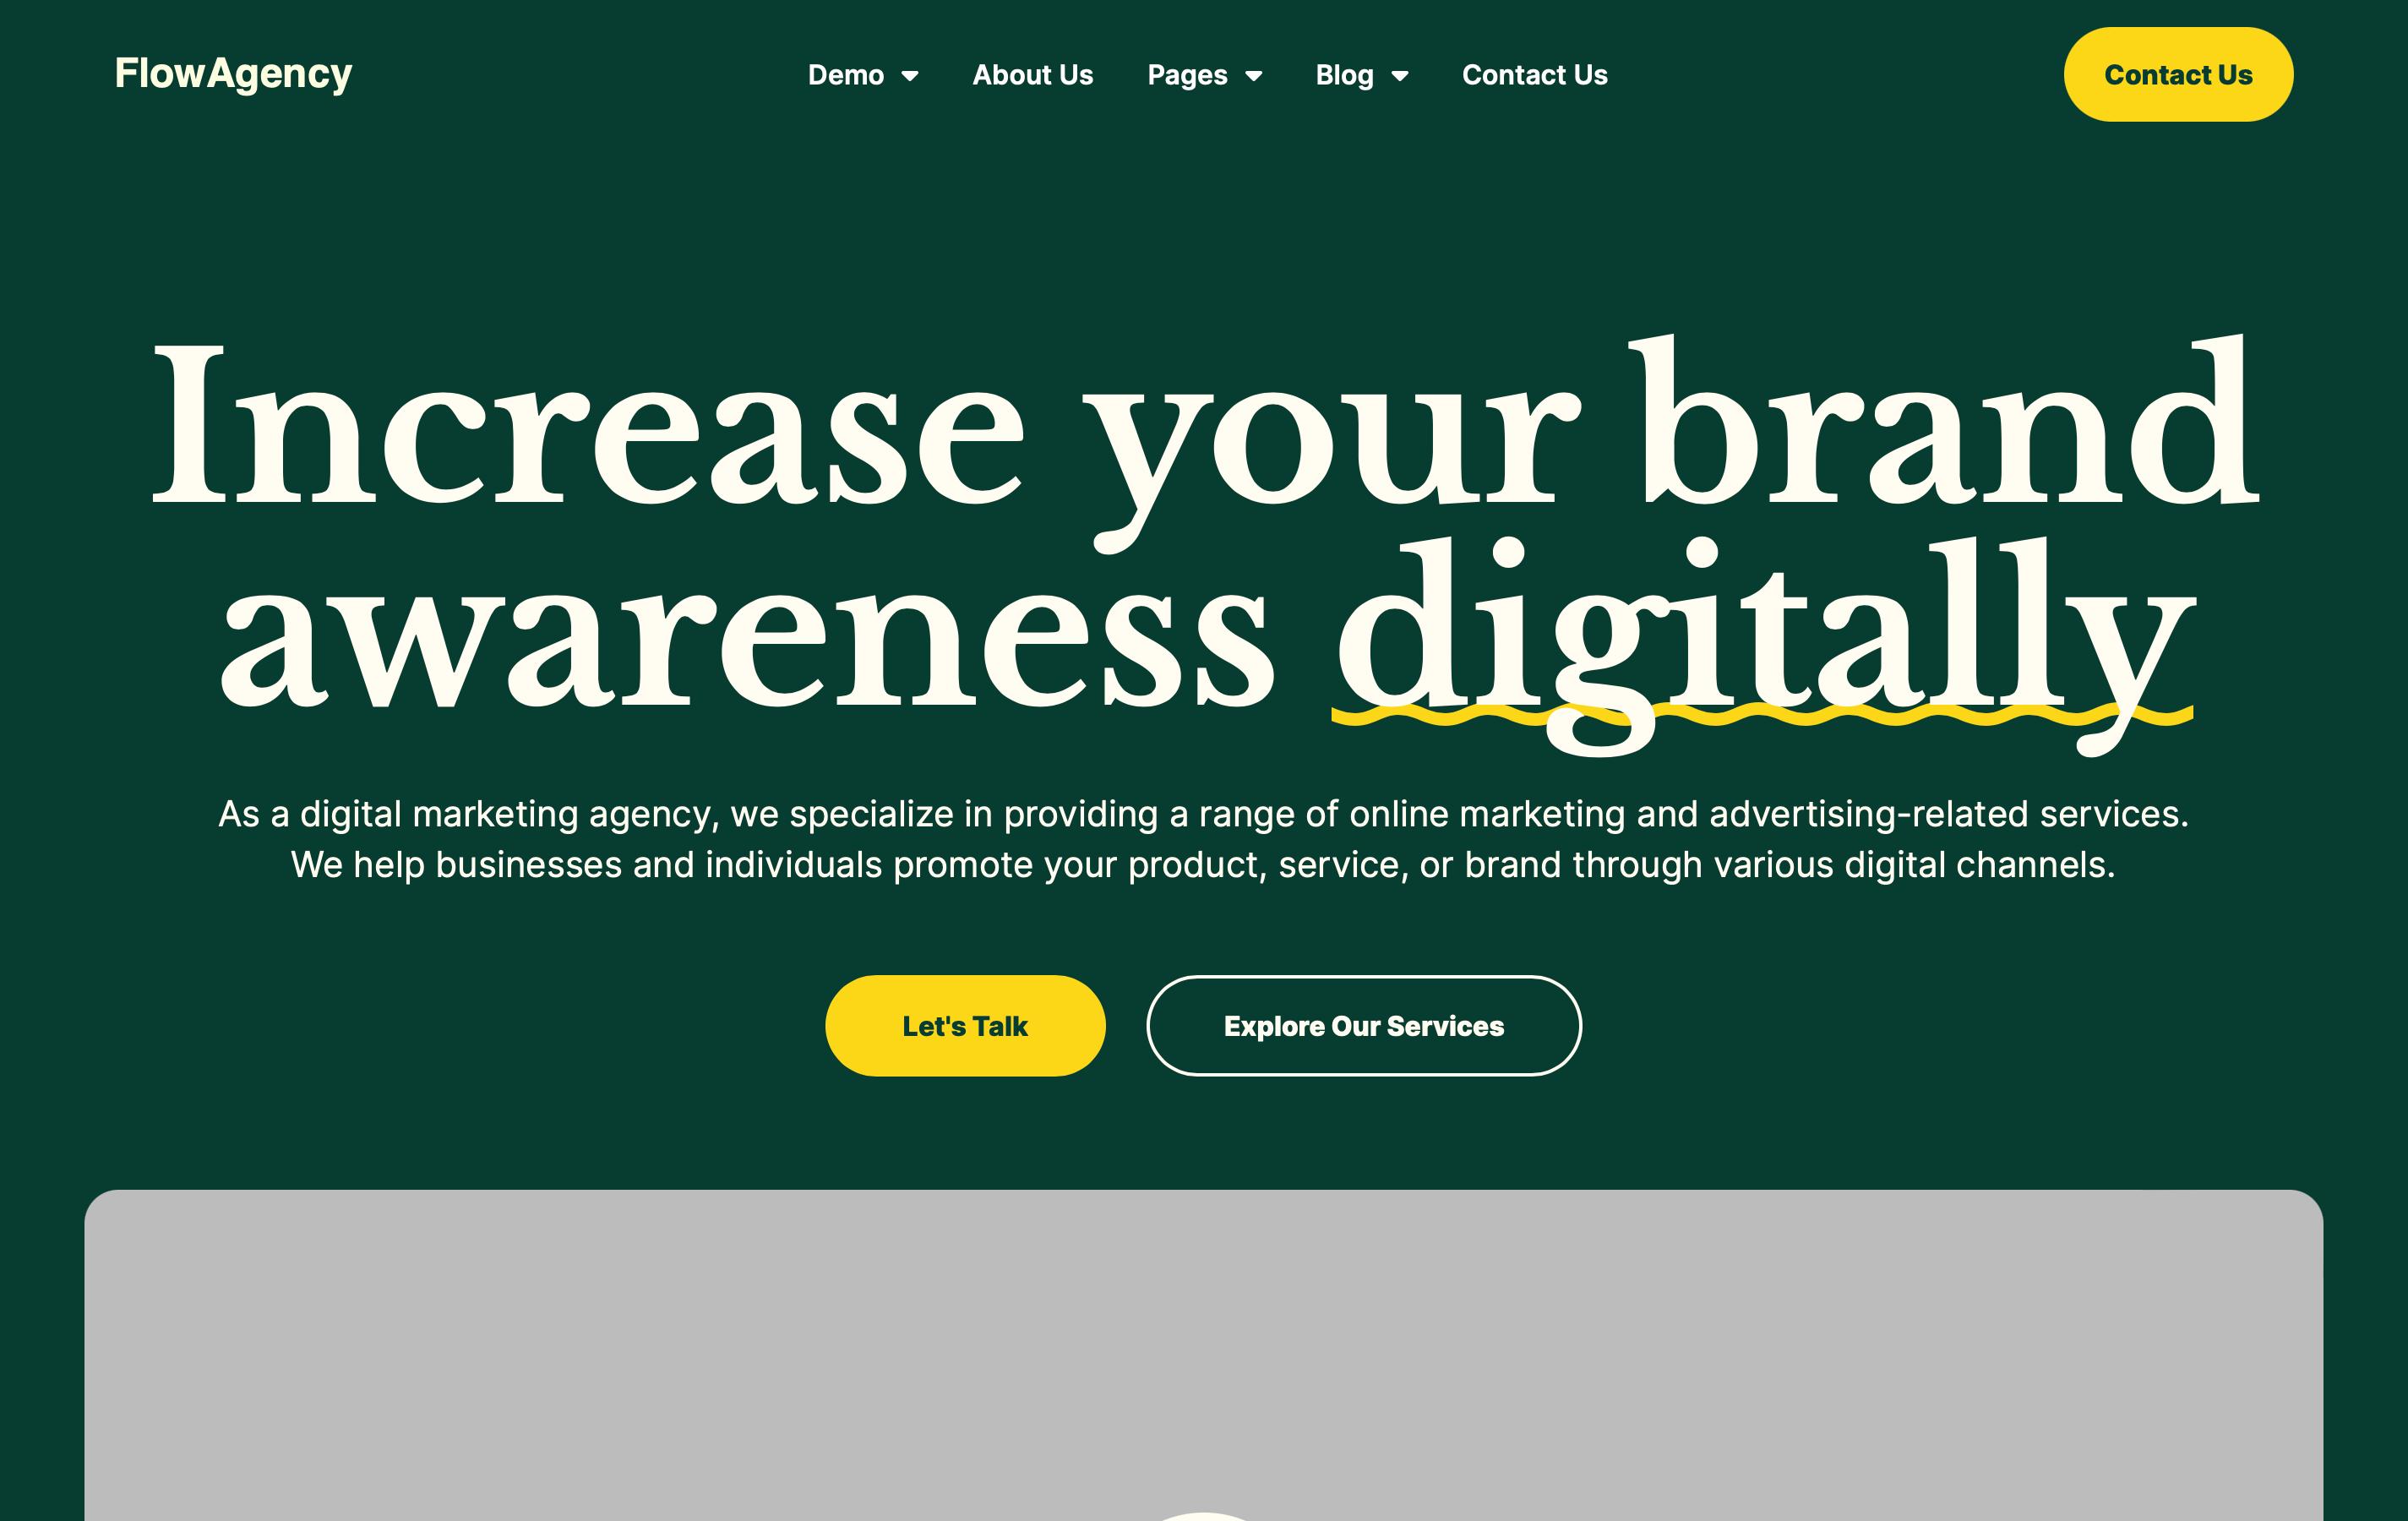 FlowAgency
Demo
About Us
Pages
Blog
Contact Us
Contact Us
Increase your brand
awareness digitally
As a digital marketing agency, we specialize in providing a range of online marketing and advertising-related services.
We help businesses and individuals promote your product, service, or brand through various digital channels.
Let's Talk
Explore Our Services